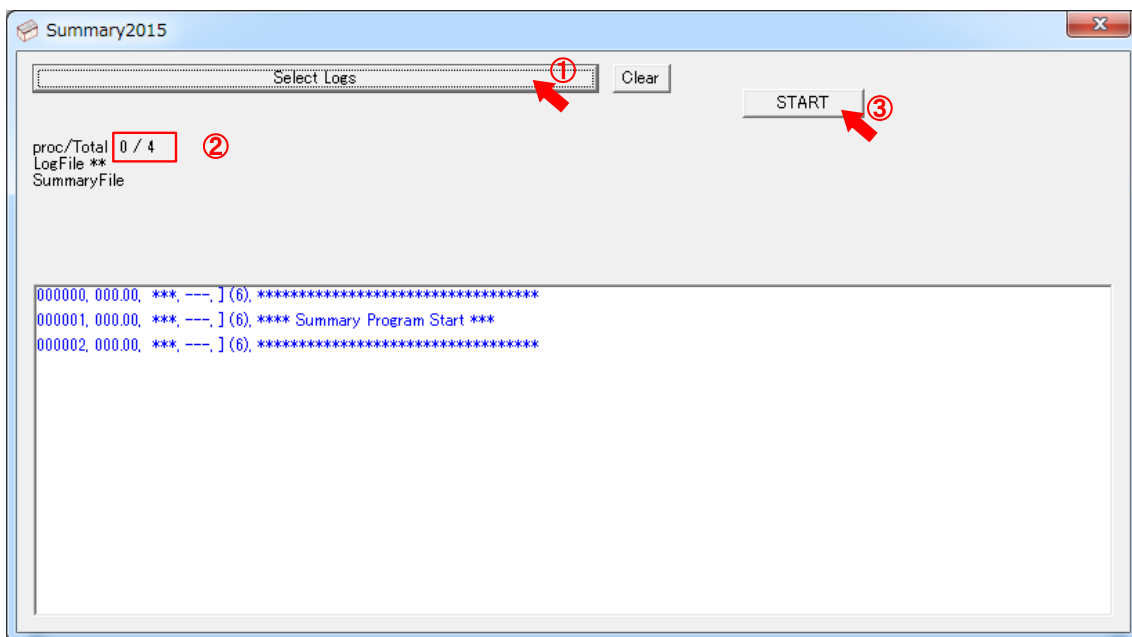 Summary2015
Select Logs ① Clear
START ③
proc/Total 0 / 4 ②
LogFile **
SummaryFile
000000, 000.00, ***, ---, ] (6), **********************************
000001, 000.00, ***, ---, ] (6), **** Summary Program Start ***
000002, 000.00, ***, ---, ] (6), **********************************